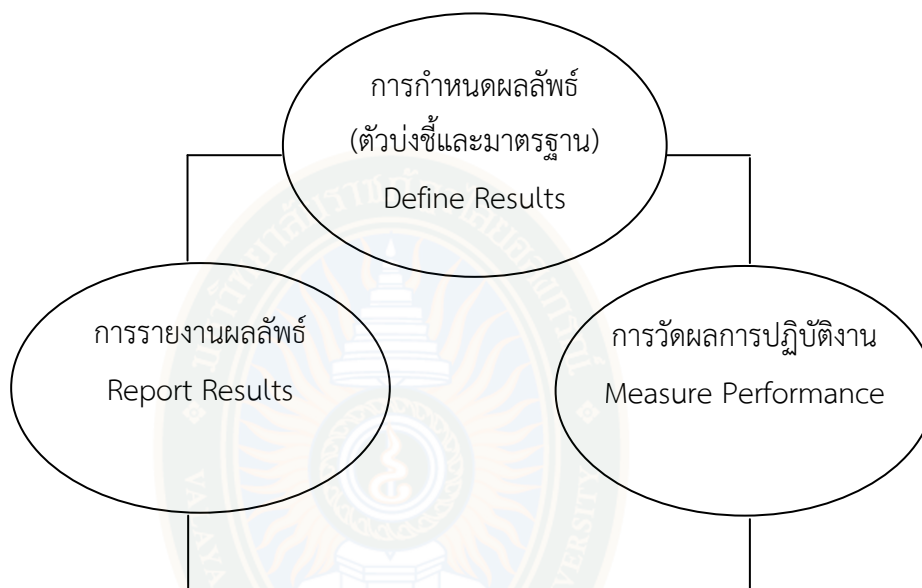 การกำหนดผลลัพธ์
(ตัวบ่งชี้และมาตรฐาน)
Define Results
การรายงานผลลัพธ์
Report Results
การวัดผลการปฏิบัติงาน
Measure Performance